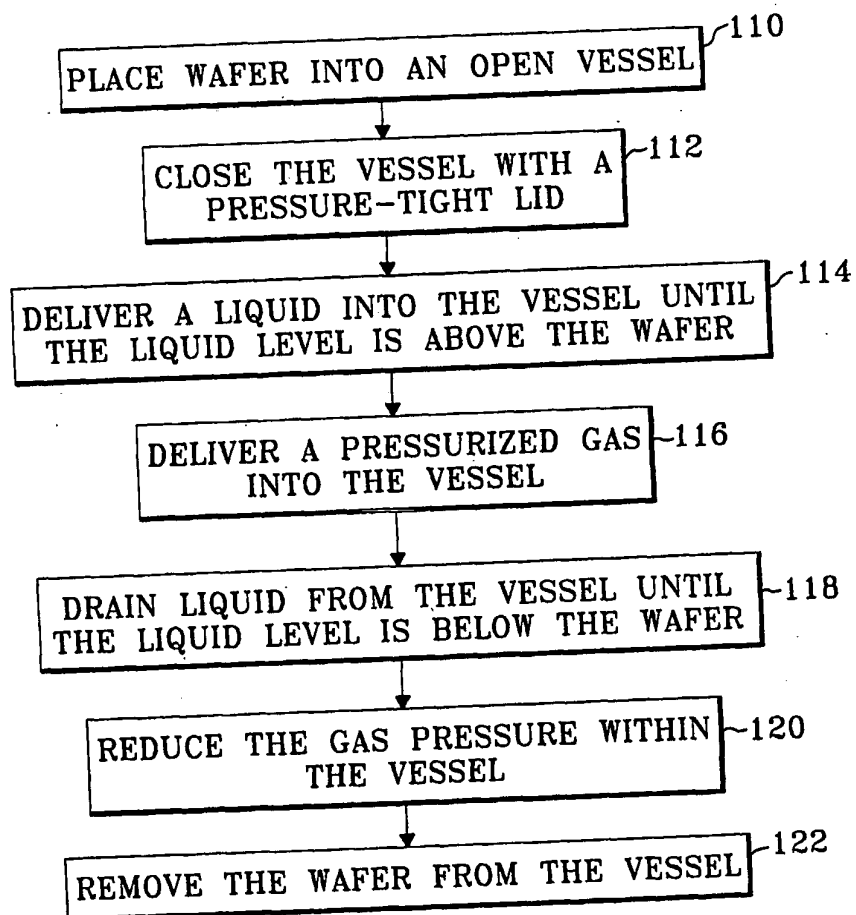 PLACE WAFER INTO AN OPEN VESSEL
110
CLOSE THE VESSEL WITH A
PRESSURE-TIGHT LID
112
DELIVER A LIQUID INTO THE VESSEL UNTIL
THE LIQUID LEVEL IS ABOVE THE WAFER
114
DELIVER A PRESSURIZED GAS
INTO THE VESSEL
116
DRAIN LIQUID FROM THE VESSEL UNTIL
THE LIQUID LEVEL IS BELOW THE WAFER
118
REDUCE THE GAS PRESSURE WITHIN
THE VESSEL
120
REMOVE THE WAFER FROM THE VESSEL
122